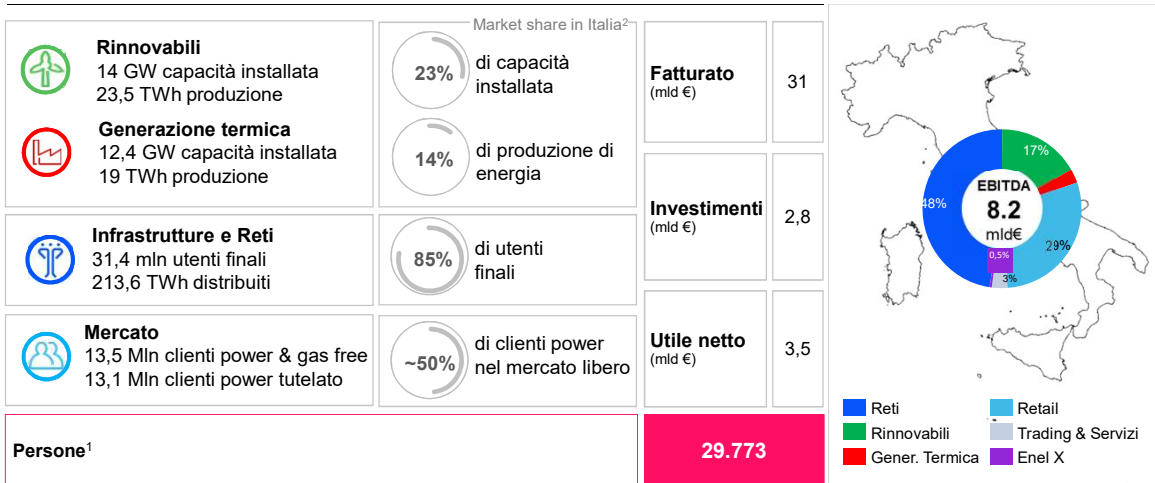 Market share in Italia2
Rinnovabili
14 GW capacità installata
23,5 TWh produzione
23%
di capacità
installata
Generazione termica
12,4 GW capacità installata
19 TWh produzione
14%
di produzione di
energia
Infrastrutture e Reti
31,4 mln utenti finali
213,6 TWh distribuiti
85%
di utenti
finali
Mercato
13,5 Mln clienti power & gas free
13,1 Mln clienti power tutelato
~50%
di clienti power
nel mercato libero
Fatturato
(mld €)
31
Investimenti
(mld €)
2,8
Utile netto
(mld €)
3,5
Persone1
29.773
17%
48%
EBITDA
8.2
mld€
29%
0,5%
3%
Reti
Retail
Rinnovabili
Trading & Servizi
Gener. Termica
Enel X